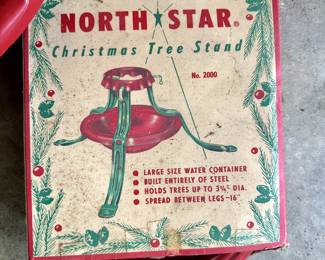 NORTH ★ STAR®
Christmas Tree Stand
No. 2000
• LARGE SIZE WATER CONTAINER
• BUILT ENTIRELY OF STEEL
• HOLDS TREES UP TO 3¼" DIA.
• SPREAD BETWEEN LEGS-16"